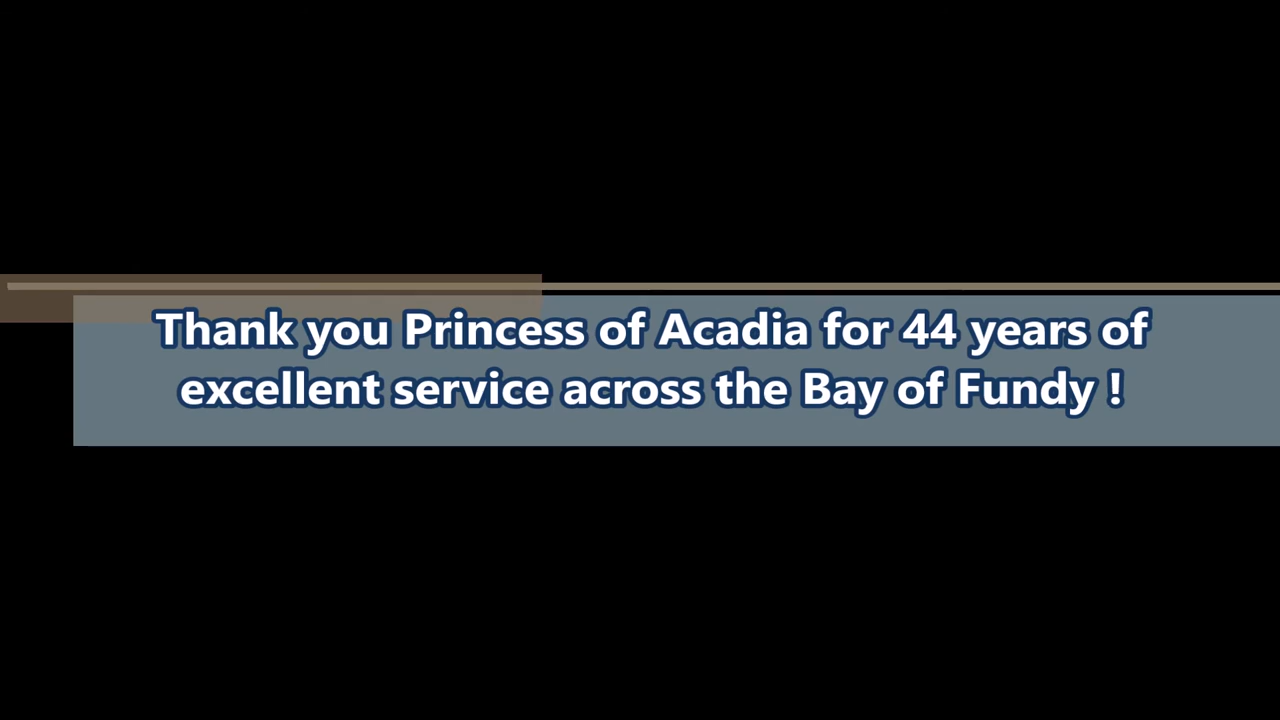 Thank you Princess of Acadia for 44 years of
excellent service across the Bay of Fundy !